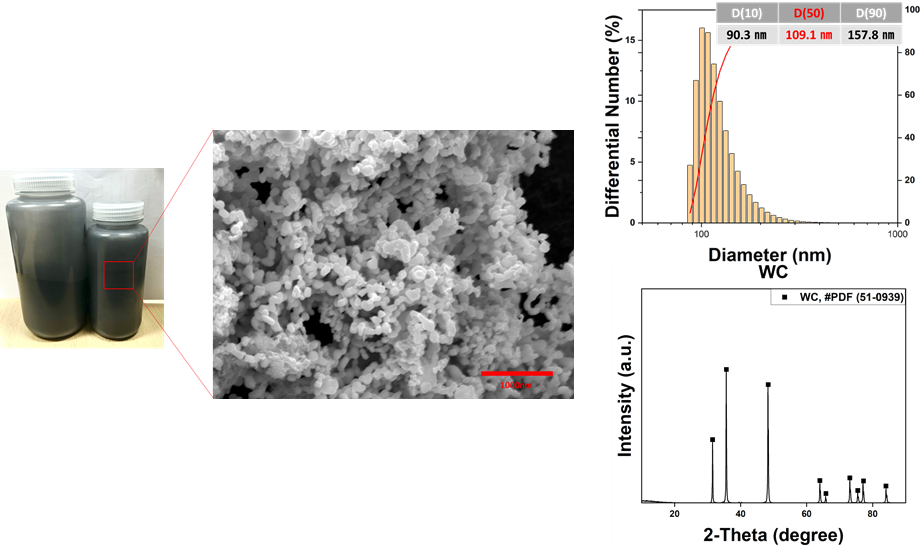 D(10) D(50) D(90)
90.3 nm 109.1 nm 157.8 nm
Differential Number (%)
15
10
5
0
100
80
60
40
20
0
100 1000
Diameter (nm)
WC
1000nm
WC, #PDF (51-0939)
Intensity (a.u.)
20 40 60 80
2-Theta (degree)